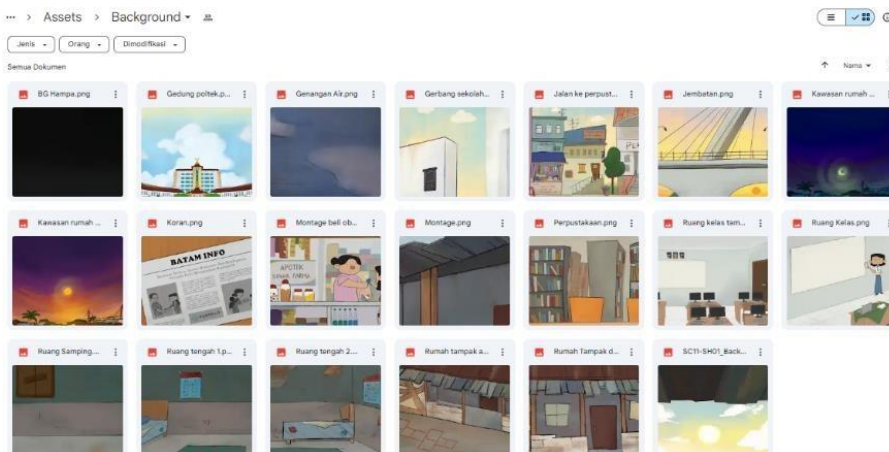 ... > Assets > Background
Jenis Orang Dimodifikasi
Semua Dokumen Nama
BG Hampa.png Gedung poltek.p... Genangan Air.png Gerbang sekolah... Jalan ke perpust... Jembatan.png Kawasan rumah ...
Kawasan rumah ... Koran.png Montage beli ob... Montage.png Perpustakaan.png Ruang kelas tam... Ruang Kelas.png
BATAM INFO
APOTEK
FARMA
Ruang Samping.... Ruang tengah 1.p... Ruang tengah 2.... Rumah tampak a... Rumah Tampak d... SC11-SH01_Back...